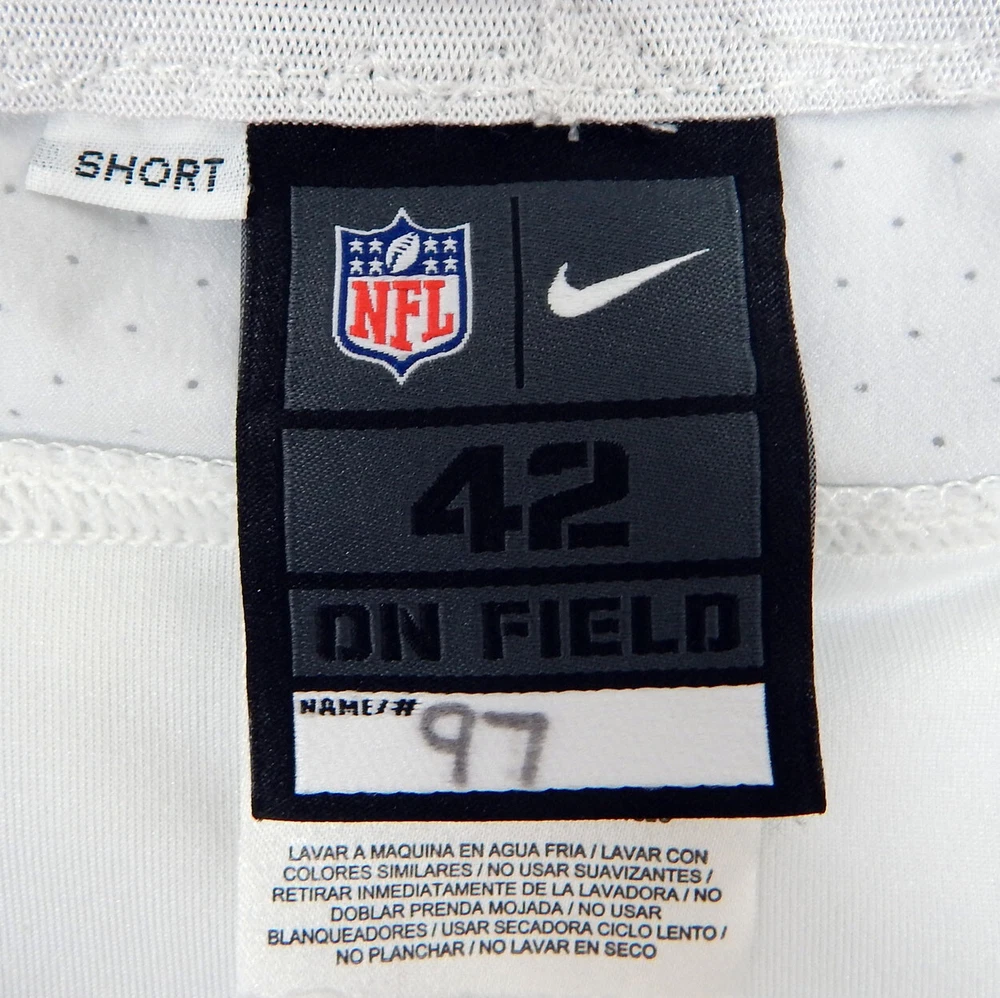 SHORT
NFL
42
ON FIELD
NAME/# 97
LAVAR A MAQUINA EN AGUA FRIA / LAVAR CON
COLORES SIMILARES / NO USAR SUAVIZANTES /
RETIRAR INMEDIATAMENTE DE LA LAVADORA / NO
DOBLAR PRENDA MOJADA / NO USAR
BLANQUEADORES / USAR SECADORA CICLO LENTO /
NO PLANCHAR / NO LAVAR EN SECO